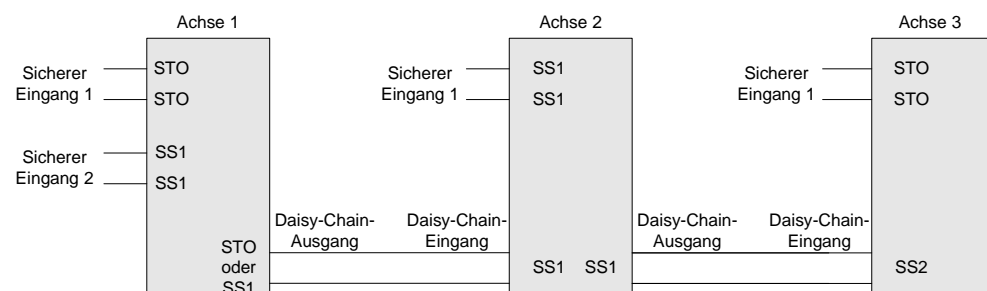 Achse 1
Achse 2
Achse 3
Sicherer
Eingang 1
STO
STO
Sicherer
Eingang 1
SS1
SS1
Sicherer
Eingang 1
STO
STO
Sicherer
Eingang 2
SS1
SS1
Daisy-Chain-
Ausgang
Daisy-Chain-
Eingang
Daisy-Chain-
Ausgang
Daisy-Chain-
Eingang
STO
oder
SS1
SS1
SS1
SS2